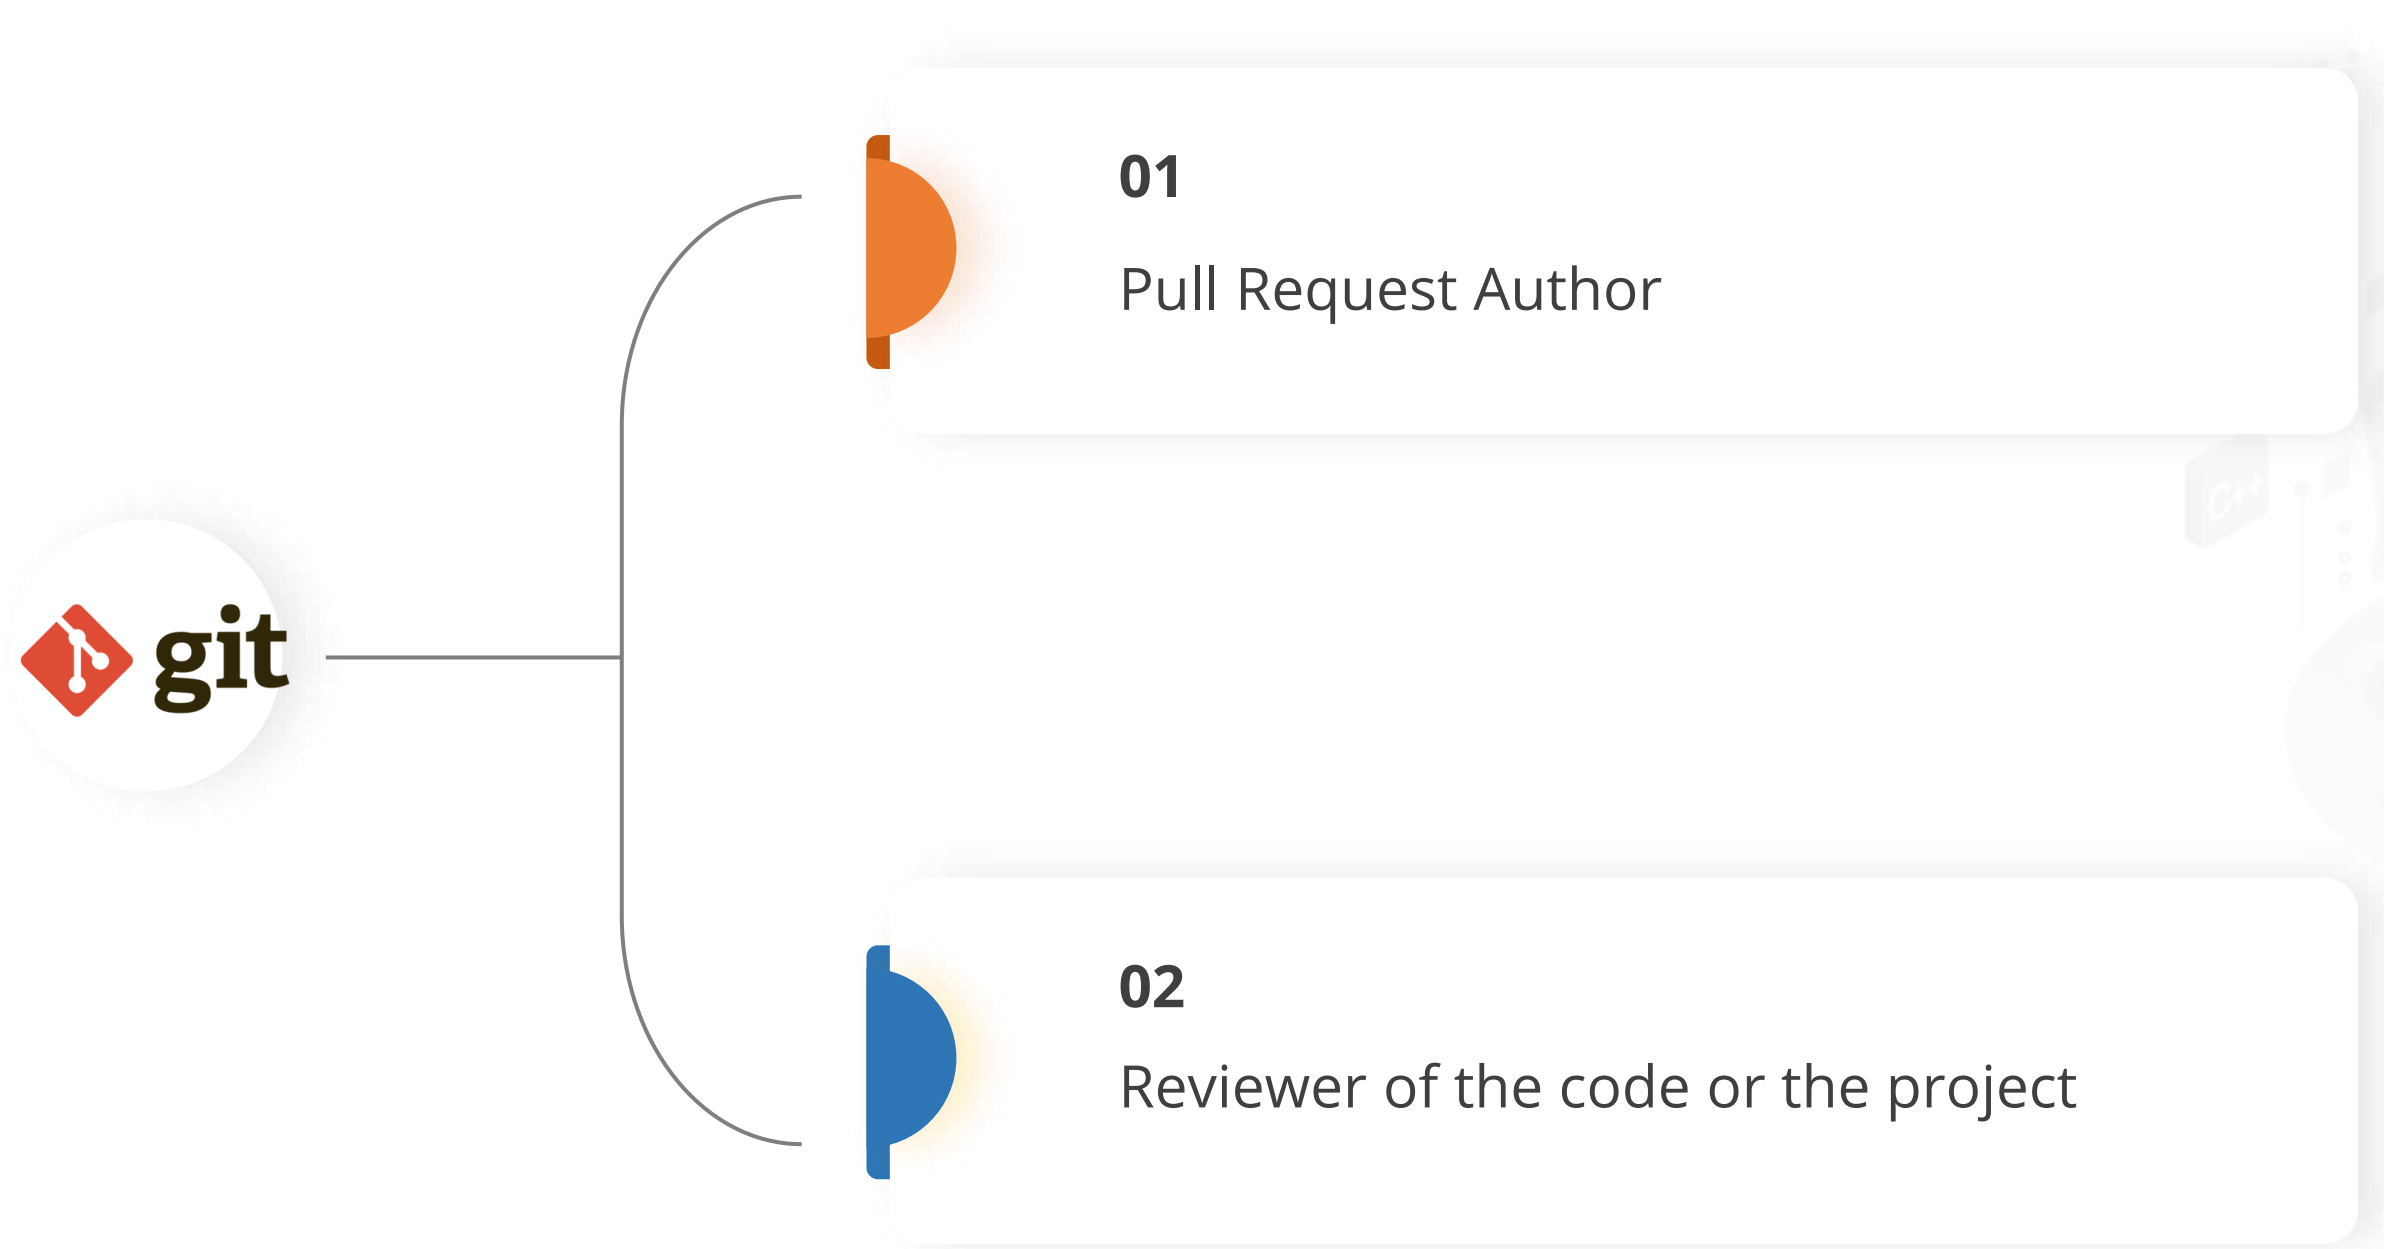 01
Pull Request Author
C++
git
02
Reviewer of the code or the project